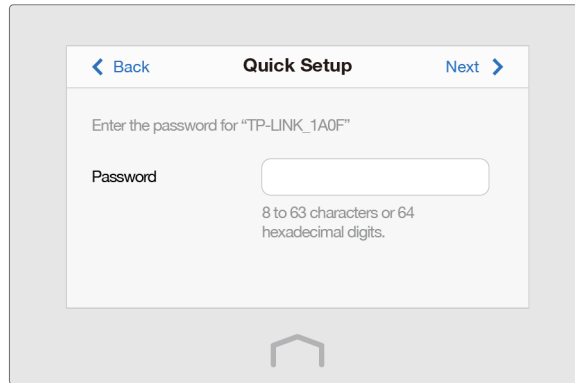 Back Quick Setup Next
Enter the password for “TP-LINK_1A0F”
Password
8 to 63 characters or 64
hexadecimal digits.